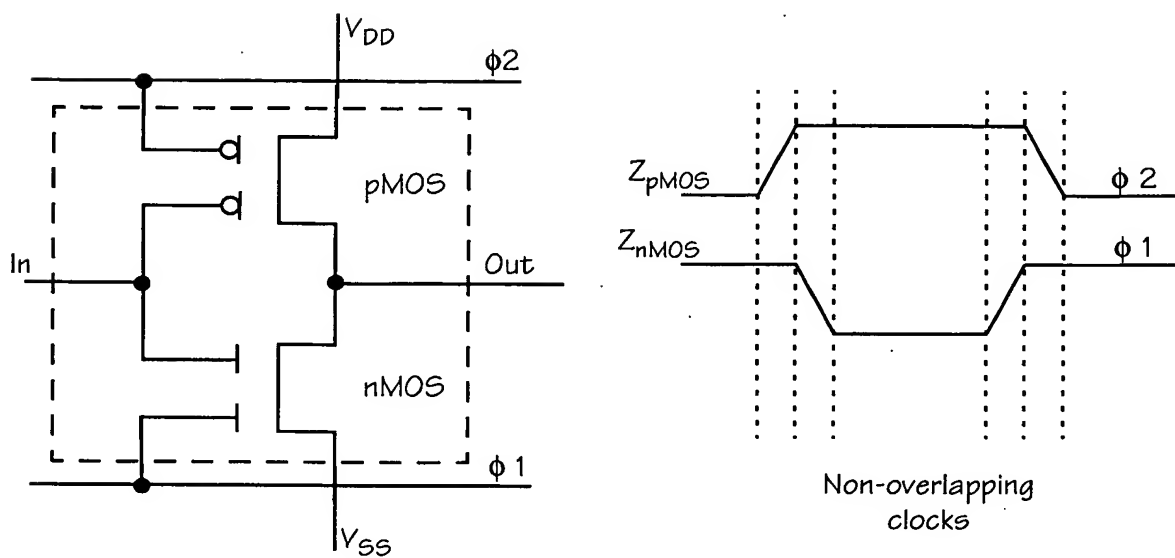 V_DD
ϕ2
pMOS
In
Out
nMOS
ϕ1
V_SS
Z_pMOS
ϕ 2
Z_nMOS
ϕ 1
Non-overlapping
clocks